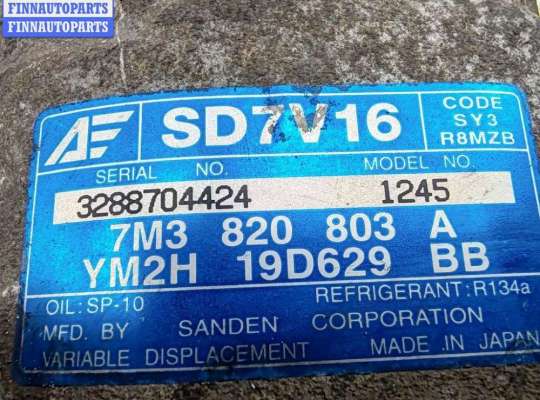 FINNAUTOPARTS
FINNAUTOPARTS
AE SD7V16 CODE
SY3
R8MZB
SERIAL NO. MODEL NO.
3288704424 1245
7M3 820 803 A
YM2H 19D629 BB
OIL:SP-10 REFRIGERANT:R134a
MFD. BY SANDEN CORPORATION
VARIABLE DISPLACEMENT MADE IN JAPAN